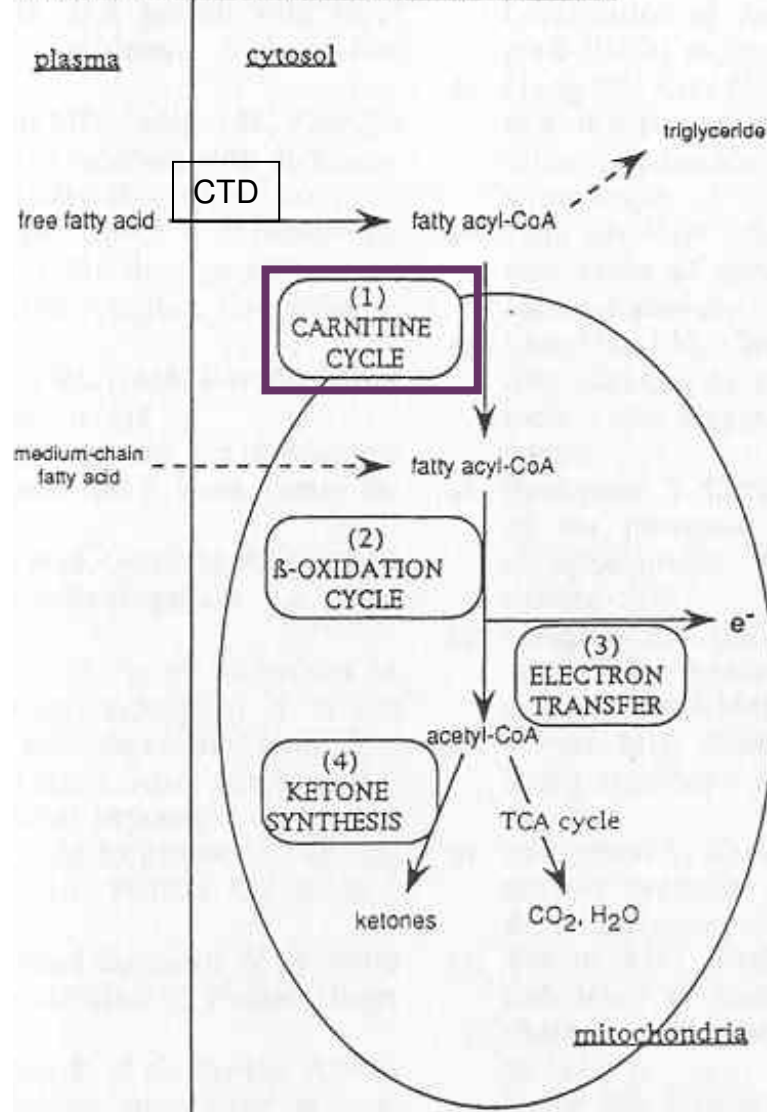 plasma
cytosol
triglyceride
CTD
free fatty acid
fatty acyl-CoA
(1)
CARNITINE
CYCLE
medium-chain
fatty acid
fatty acyl-CoA
(2)
ß-OXIDATION
CYCLE
e-
(3)
ELECTRON
TRANSFER
acetyl-CoA
(4)
KETONE
SYNTHESIS
TCA cycle
ketones
CO2, H2O
mitochondria